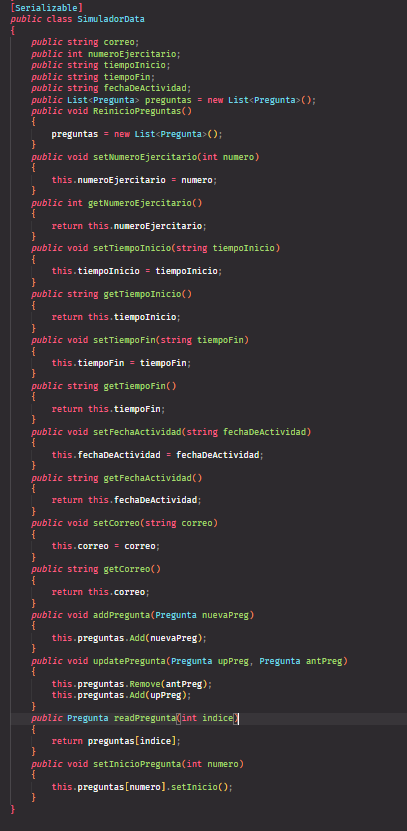 [Serializable]
public class SimuladorData
{
    public string correo;
    public int numeroEjercitario;
    public string tiempoInicio;
    public string tiempoFin;
    public string fechaDeActividad;
    public List<Pregunta> preguntas = new List<Pregunta>();
    public void ReinicioPreguntas()
    {
        preguntas = new List<Pregunta>();
    }
    public void setNumeroEjercitario(int numero)
    {
        this.numeroEjercitario = numero;
    }
    public int getNumeroEjercitario()
    {
        return this.numeroEjercitario;
    }
    public void setTiempoInicio(string tiempoInicio)
    {
        this.tiempoInicio = tiempoInicio;
    }
    public string getTiempoInicio()
    {
        return this.tiempoInicio;
    }
    public void setTiempoFin(string tiempoFin)
    {
        this.tiempoFin = tiempoFin;
    }
    public string getTiempoFin()
    {
        return this.tiempoFin;
    }
    public void setFechaActividad(string fechaDeActividad)
    {
        this.fechaDeActividad = fechaDeActividad;
    }
    public string getFechaActividad()
    {
        return this.fechaDeActividad;
    }
    public void setCorreo(string correo)
    {
        this.correo = correo;
    }
    public string getCorreo()
    {
        return this.correo;
    }
    public void addPregunta(Pregunta nuevaPreg)
    {
        this.preguntas.Add(nuevaPreg);
    }
    public void updatePregunta(Pregunta upPreg, Pregunta antPreg)
    {
        this.preguntas.Remove(antPreg);
        this.preguntas.Add(upPreg);
    }
    public Pregunta readPregunta(int indice)
    {
        return preguntas[indice];
    }
    public void setInicioPregunta(int numero)
    {
        this.preguntas[numero].setInicio();
    }
}